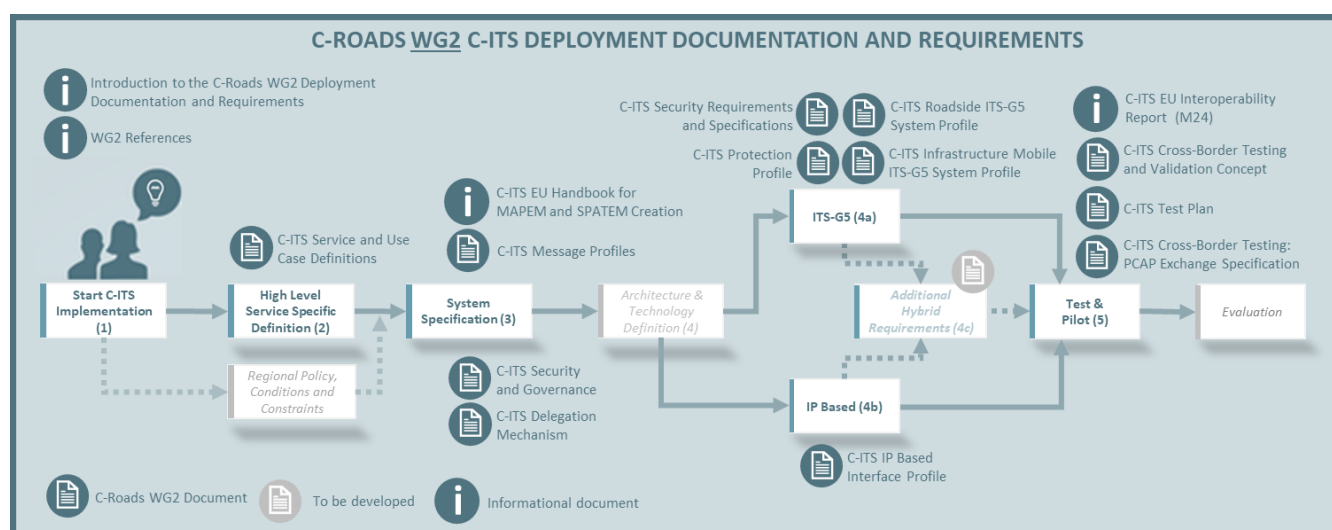 C-ROADS WG2 C-ITS DEPLOYMENT DOCUMENTATION AND REQUIREMENTS
Introduction to the C-Roads WG2 Deployment
Documentation and Requirements
WG2 References
C-ITS Service and Use
Case Definitions
C-ITS EU Handbook for
MAPEM and SPATEM Creation
C-ITS Message Profiles
C-ITS Security Requirements
and Specifications
C-ITS Roadside ITS-G5
System Profile
C-ITS Protection
Profile
C-ITS Infrastructure Mobile
ITS-G5 System Profile
C-ITS EU Interoperability
Report (M24)
C-ITS Cross-Border Testing
and Validation Concept
C-ITS Test Plan
C-ITS Cross-Border Testing:
PCAP Exchange Specification
Start C-ITS
Implementation
(1)
High Level
Service Specific
Definition (2)
System
Specification (3)
Architecture &
Technology
Definition (4)
ITS-G5 (4a)
Additional
Hybrid
Requirements (4c)
Test &
Pilot (5)
Evaluation
Regional Policy,
Conditions and
Constraints
C-ITS Security
and Governance
C-ITS Delegation
Mechanism
IP Based (4b)
C-ITS IP Based
Interface Profile
C-Roads WG2 Document
To be developed
Informational document